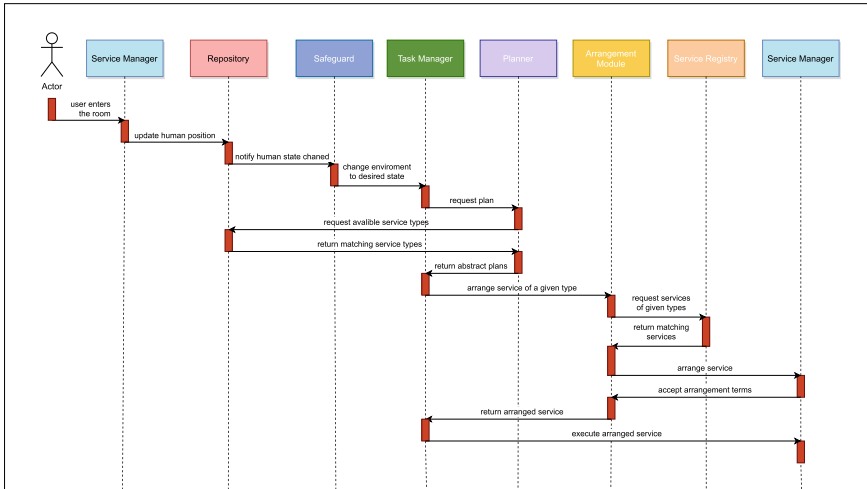 Actor
Service Manager
Repository
Safeguard
Task Manager
Planner
Arrangement
Module
Service Registry
Service Manager
user enters
the room
update human position
notify human state chaned
change enviroment
to desired state
request plan
request avalible service types
return matching service types
return abstract plans
arrange service of a given type
request services
of given types
return matching
services
arrange service
accept arrangement terms
return arranged service
execute arranged service